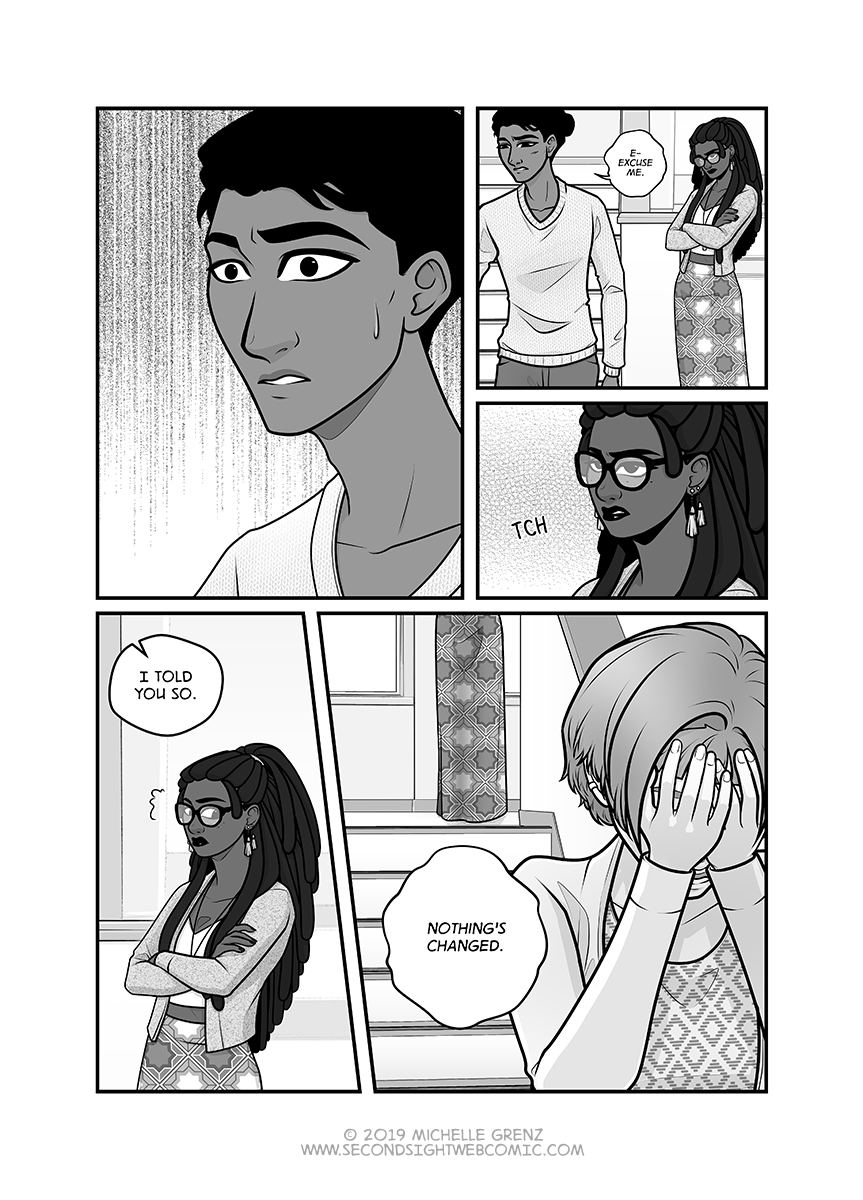 E-
EXCUSE
ME.
TCH
I TOLD
YOU SO.
NOTHING'S
CHANGED.
© 2019 MICHELLE GRENZ
WWW.SECONDSIGHTWEBCOMIC.COM